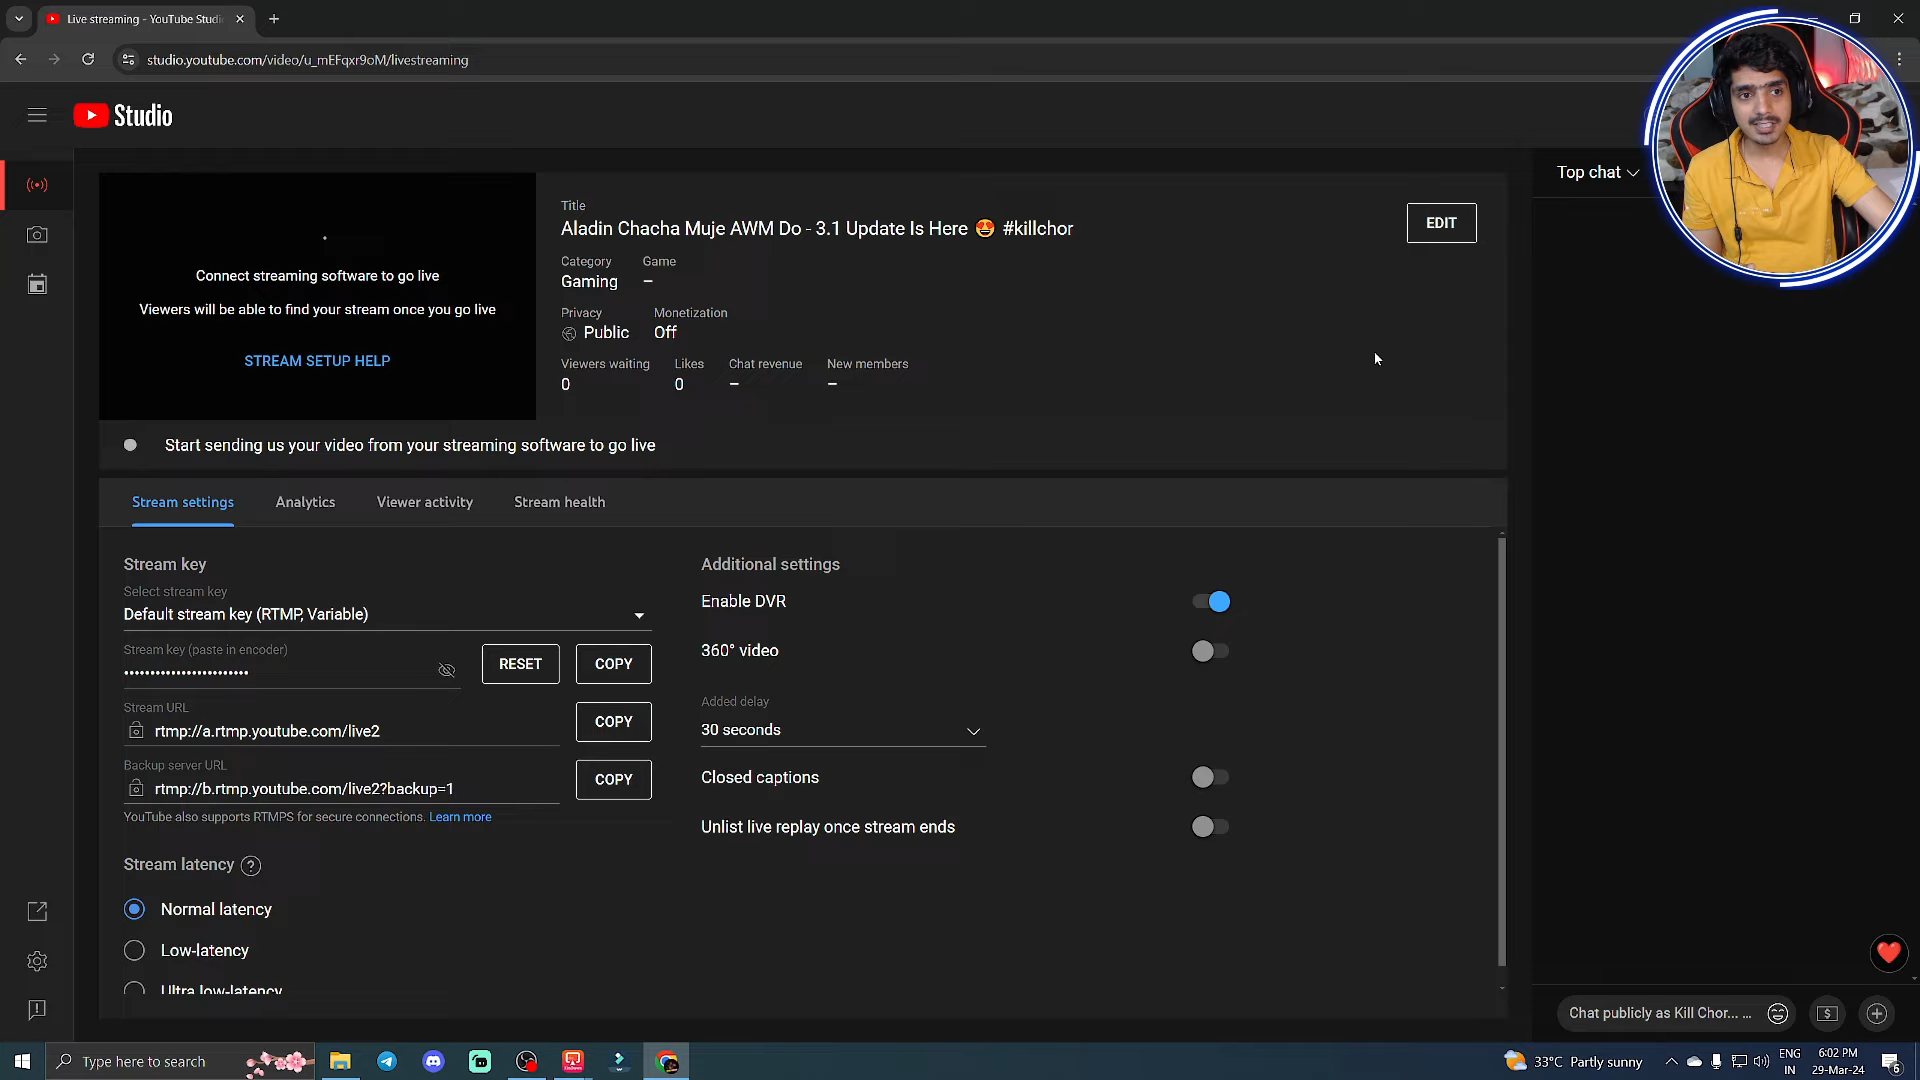 Live streaming - YouTube Studi
studio.youtube.com/video/u_mEFqxr9oM/livestreaming
Studio
Connect streaming software to go live
Viewers will be able to find your stream once you go live
STREAM SETUP HELP
Title
Aladin Chacha Muje AWM Do - 3.1 Update Is Here 😍 #killchor
EDIT
Category Game
Gaming –
Privacy Monetization
Public Off
Viewers waiting Likes Chat revenue New members
0 0 – –
Top chat
Start sending us your video from your streaming software to go live
Stream settings Analytics Viewer activity Stream health
Stream key
Select stream key
Default stream key (RTMP, Variable)
Stream key (paste in encoder)
••••••••••••••••••••••••
RESET COPY
Stream URL
rtmp://a.rtmp.youtube.com/live2
COPY
Backup server URL
rtmp://b.rtmp.youtube.com/live2?backup=1
COPY
YouTube also supports RTMPS for secure connections. Learn more
Stream latency ?
Normal latency
Low-latency
Ultra low-latency
Additional settings
Enable DVR
360° video
Added delay
30 seconds
Closed captions
Unlist live replay once stream ends
Chat publicly as Kill Chor... ...
Type here to search
33°C Partly sunny
ENG
IN
6:02 PM
29-Mar-24
6